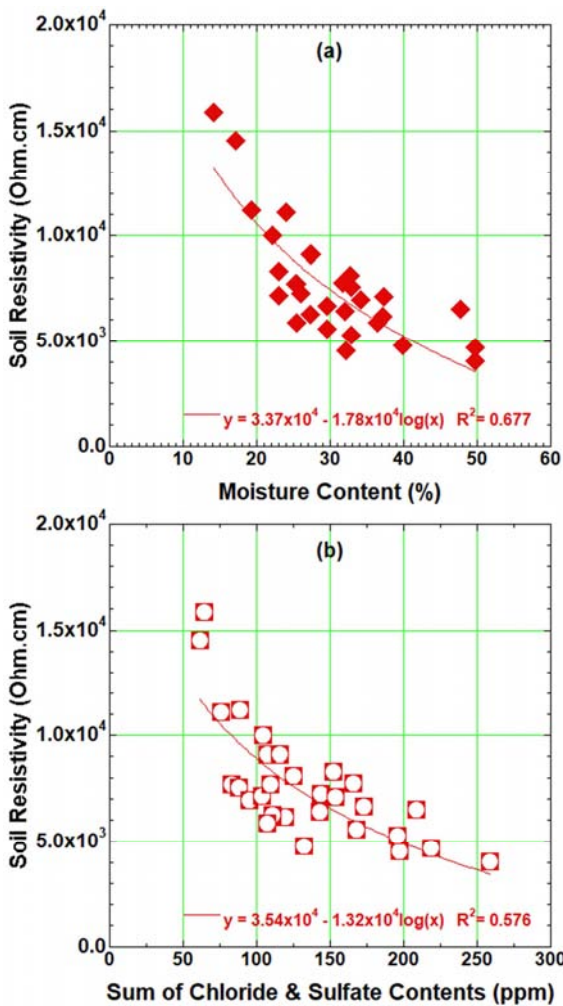 (a)
2.0x10⁴
1.5x10⁴
1.0x10⁴
5.0x10³
0.0
Soil Resistivity (Ohm.cm)
y = 3.37x10⁴ - 1.78x10⁴log(x) R²= 0.677
0 10 20 30 40 50 60
Moisture Content (%)
(b)
2.0x10⁴
1.5x10⁴
1.0x10⁴
5.0x10³
0.0
Soil Resistivity (Ohm.cm)
y = 3.54x10⁴ - 1.32x10⁴log(x) R²= 0.576
0 50 100 150 200 250 300
Sum of Chloride & Sulfate Contents (ppm)